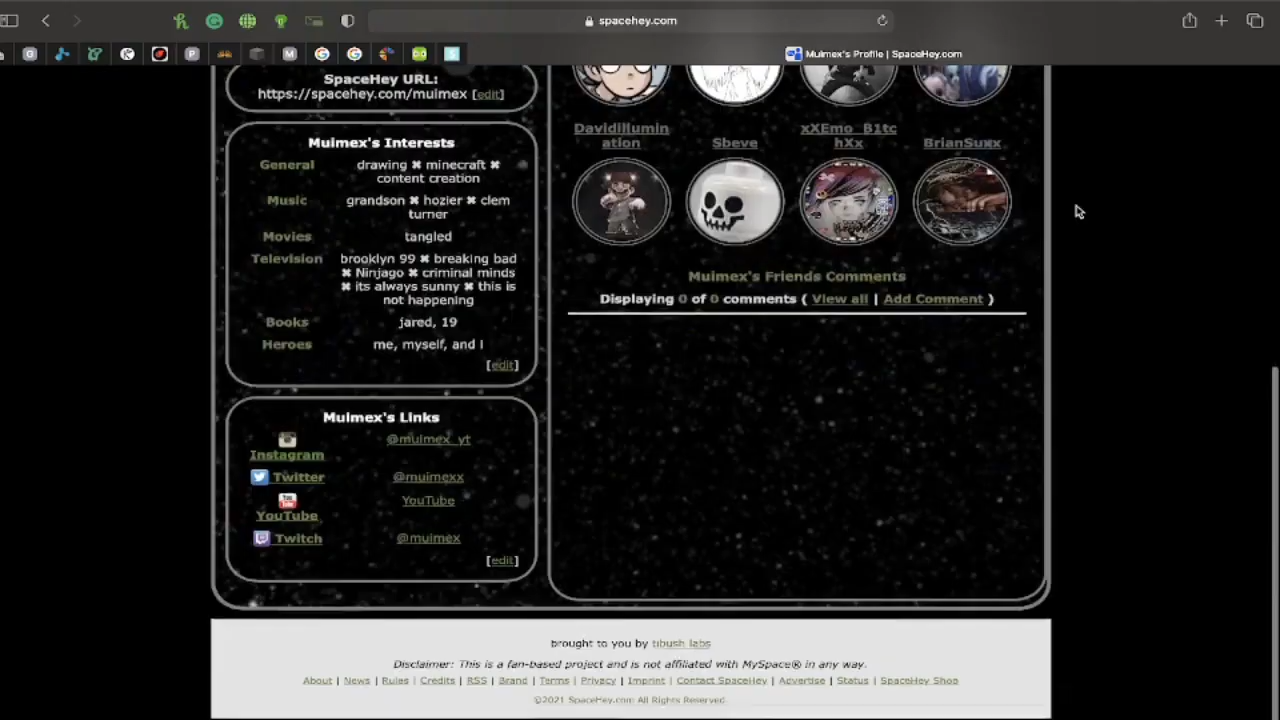 spacehey.com
Muimex's Profile | SpaceHey.com
SpaceHey URL:
https://spacehey.com/muimex [edit]
Muimex's Interests
General drawing ✖ minecraft ✖
content creation
Music grandson ✖ hozier ✖ clem
turner
Movies tangled
Television brooklyn 99 ✖ breaking bad
✖ Ninjago ✖ criminal minds
✖ its always sunny ✖ this is
not happening
Books jared, 19
Heroes me, myself, and I
[edit]
Muimex's Links
Instagram @muimex_yt
Twitter @muimexx
YouTube YouTube
Twitch @muimex
[edit]
Davidillumin
ation
Sbeve
xXEmo_B1tc
hXx
BrianSuxx
Muimex's Friends Comments
Displaying 0 of 0 comments ( View all | Add Comment )
brought to you by tibush labs
Disclaimer: This is a fan-based project and is not affiliated with MySpace® in any way.
About | News | Rules | Credits | RSS | Brand | Terms | Privacy | Imprint | Contact SpaceHey | Advertise | Status | SpaceHey Shop
©2021 SpaceHey.com All Rights Reserved.